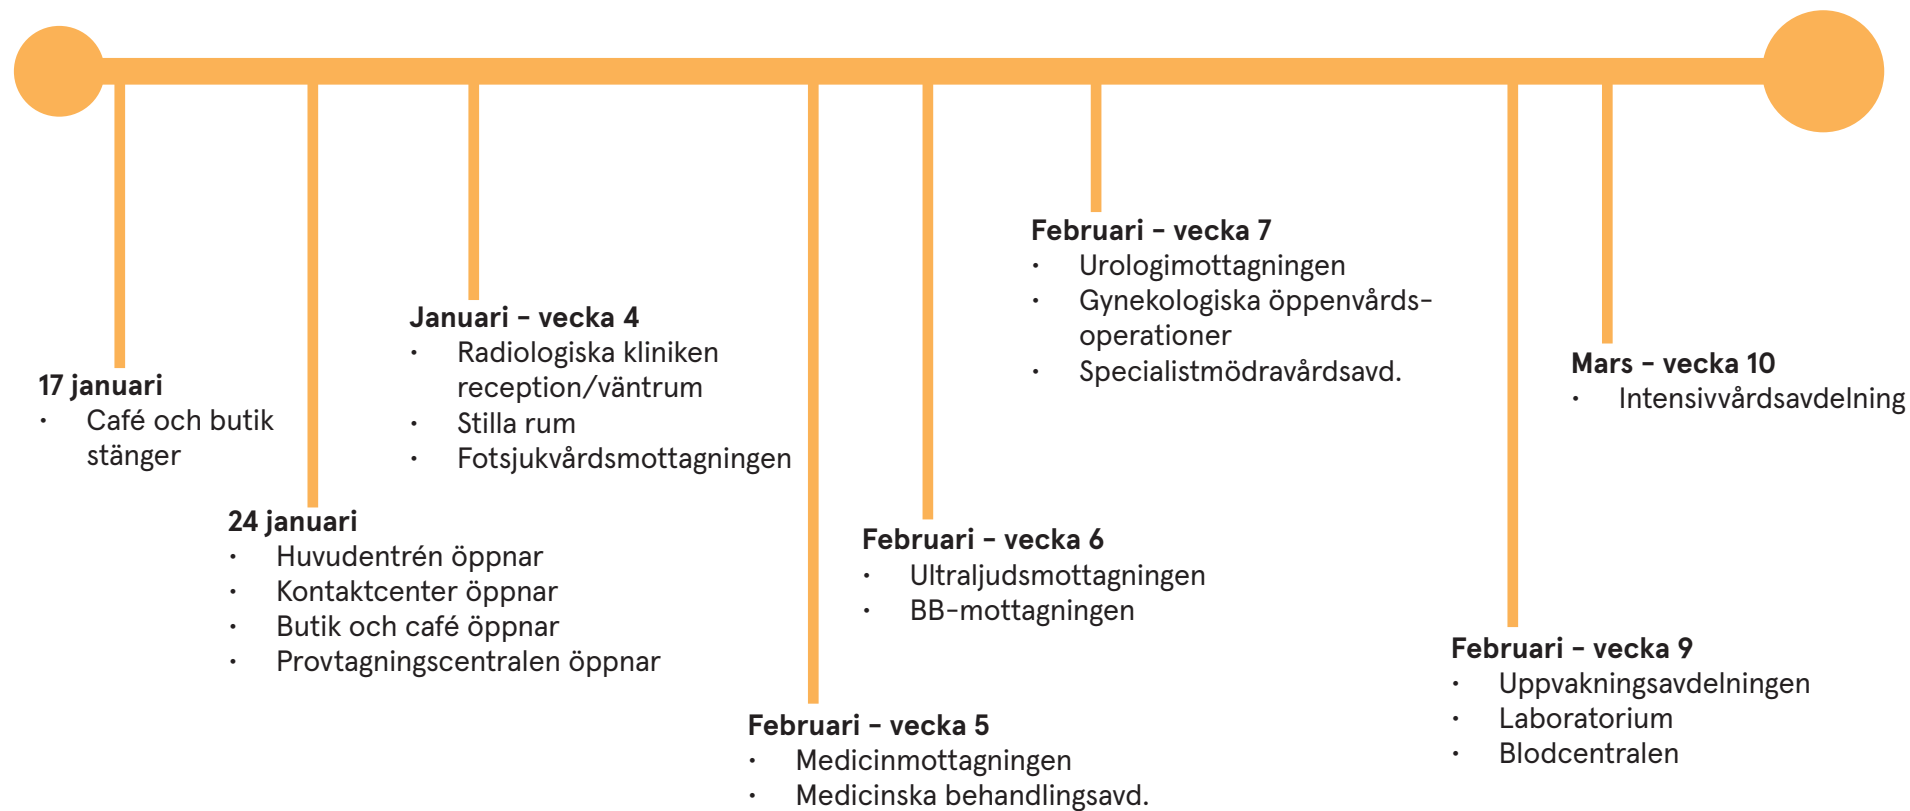 17 januari
· Café och butik
stänger
24 januari
· Huvudentrén öppnar
· Kontaktcenter öppnar
· Butik och café öppnar
· Provtagningscentralen öppnar
Januari - vecka 4
· Radiologiska kliniken
reception/väntrum
· Stilla rum
· Fotsjukvårdsmottagningen
Februari - vecka 5
· Medicinmottagningen
· Medicinska behandlingsavd.
Februari - vecka 6
· Ultraljudsmottagningen
· BB-mottagningen
Februari - vecka 7
· Urologimottagningen
· Gynekologiska öppenvårds-
operationer
· Specialistmödravårdsavd.
Februari - vecka 9
· Uppvakningsavdelningen
· Laboratorium
· Blodcentralen
Mars - vecka 10
· Intensivvårdsavdelning